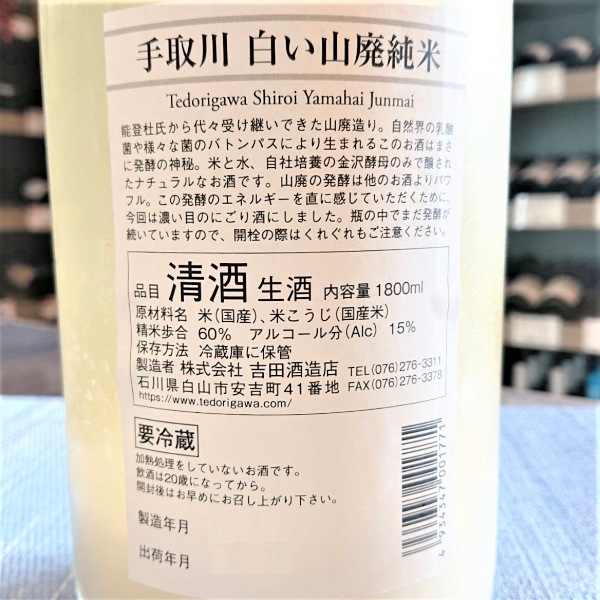 手取川 白い山廃純米
Tedorigawa Shiroi Yamahai Junmai
能登杜氏から代々受け継いできた山廃造り。自然界の乳酸
菌や様々な菌のバトンパスにより生まれるこのお酒はまさ
に発酵の神秘。米と水、自社培養の金沢酵母のみで醸され
たナチュラルなお酒です。山廃の発酵は他のお酒よりパワ
フル。この発酵のエネルギーを直に感じていただくために、
今回は濃い目のにごり酒にしました。瓶の中でまだ発酵が
続いていますので、開栓の際はくれぐれもご注意ください。
品目 清酒 生酒 内容量 1800ml
原材料名 米(国産)、米こうじ(国産米)
精米歩合 60% アルコール分(Alc) 15%
保存方法 冷蔵庫に保管
製造者 株式会社 吉田酒造店 TEL(076)276-3311
石川県白山市安吉町41番地 FAX(076)276-3378
https://www.tedorigawa.com/
要冷蔵
加熱処理をしていないお酒です。
飲酒は20歳になってから。
開封後はお早めにお召し上がり下さい。
製造年月
出荷年月
4 934347 001771